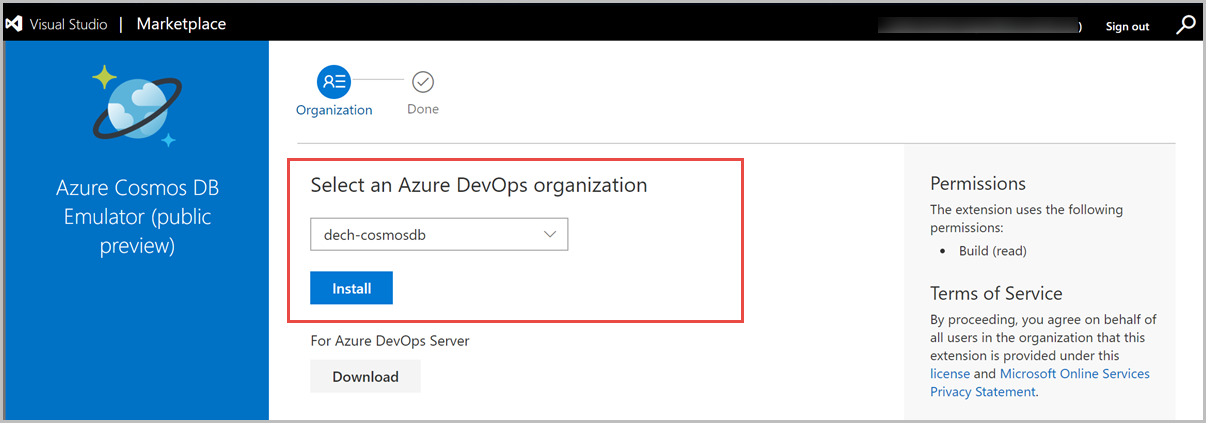 Visual Studio | Marketplace
) Sign out
Azure Cosmos DB
Emulator (public
preview)
Organization
Done
Select an Azure DevOps organization
dech-cosmosdb
Install
For Azure DevOps Server
Download
Permissions
The extension uses the following
permissions:
• Build (read)
Terms of Service
By proceeding, you agree on behalf of
all users in the organization that this
extension is provided under this
license and Microsoft Online Services
Privacy Statement.